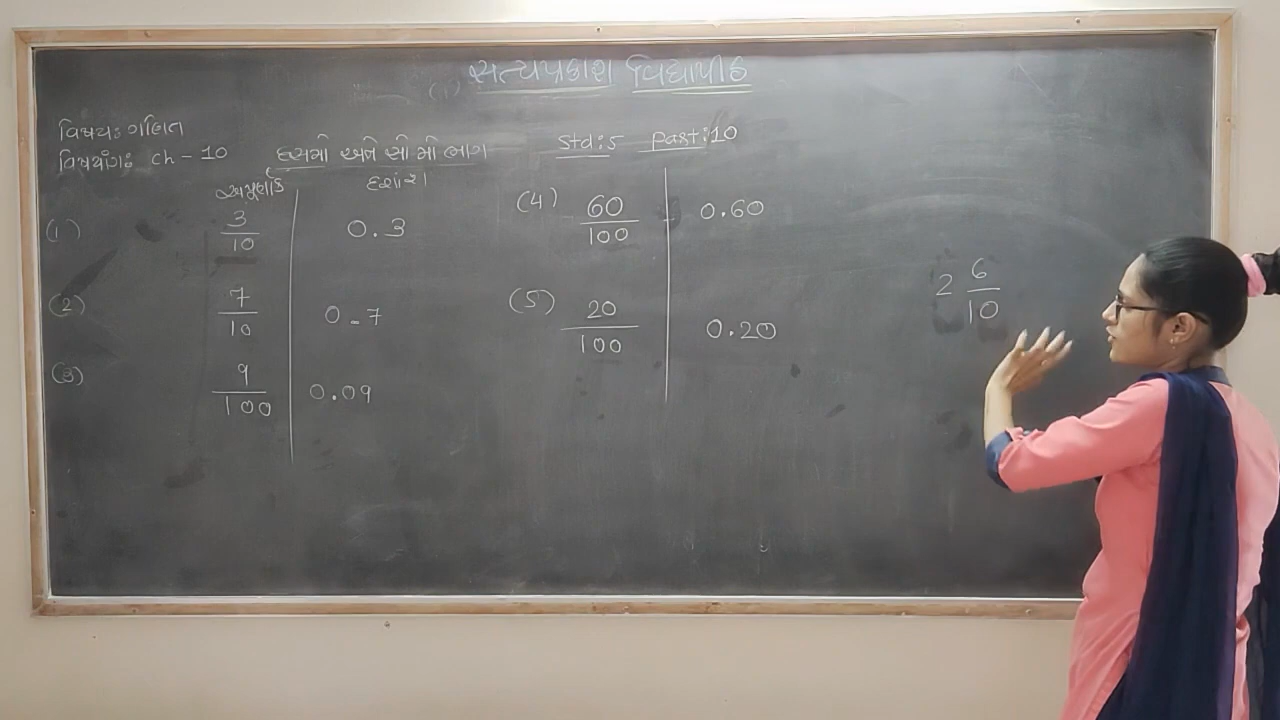 સત્યપ્રકાશ વિદ્યાપીઠ
વિષય: ગણિત
વિષયાંગ: ch - 10 દસમો અને સોમો ભાગ std: 5 Part: 10
અપૂર્ણાંક દશાંશ
(1) 3/10 0.3
(2) 7/10 0.7
(3) 9/100 0.09
(4) 60/100 0.60
(5) 20/100 0.20
2 6/10